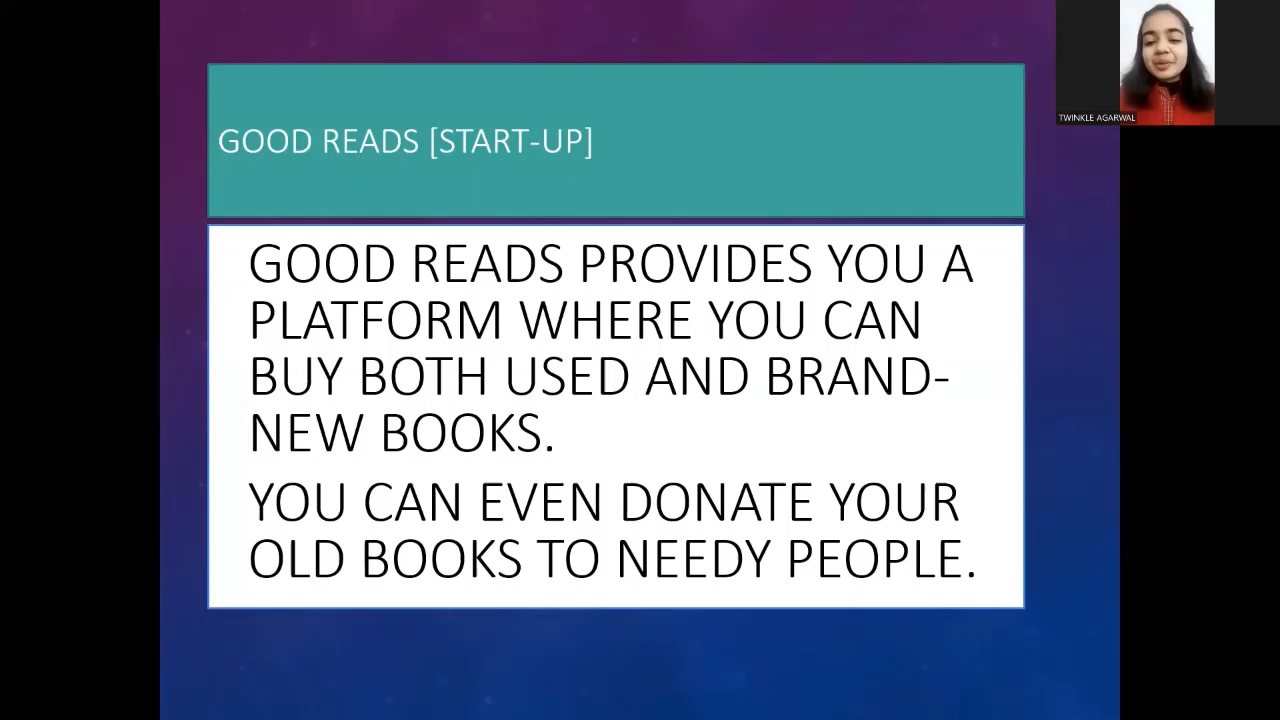 GOOD READS [START-UP]
GOOD READS PROVIDES YOU A
PLATFORM WHERE YOU CAN
BUY BOTH USED AND BRAND-
NEW BOOKS.
YOU CAN EVEN DONATE YOUR
OLD BOOKS TO NEEDY PEOPLE.
TWINKLE AGARWAL